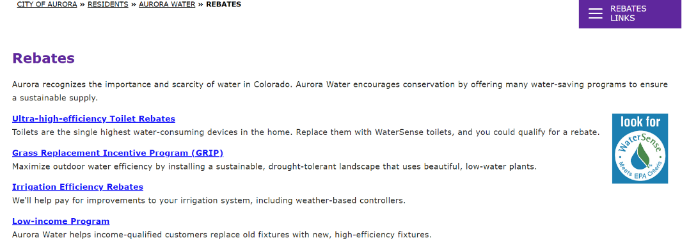 CITY OF AURORA » RESIDENTS » AURORA WATER » REBATES
REBATES
LINKS
Rebates
Aurora recognizes the importance and scarcity of water in Colorado. Aurora Water encourages conservation by offering many water-saving programs to ensure
a sustainable supply.
Ultra-high-efficiency Toilet Rebates
Toilets are the single highest water-consuming devices in the home. Replace them with WaterSense toilets, and you could qualify for a rebate.
look for
WaterSense
Meets EPA Criteria
Grass Replacement Incentive Program (GRIP)
Maximize outdoor water efficiency by installing a sustainable, drought-tolerant landscape that uses beautiful, low-water plants.
Irrigation Efficiency Rebates
We'll help pay for improvements to your irrigation system, including weather-based controllers.
Low-income Program
Aurora Water helps income-qualified customers replace old fixtures with new, high-efficiency fixtures.